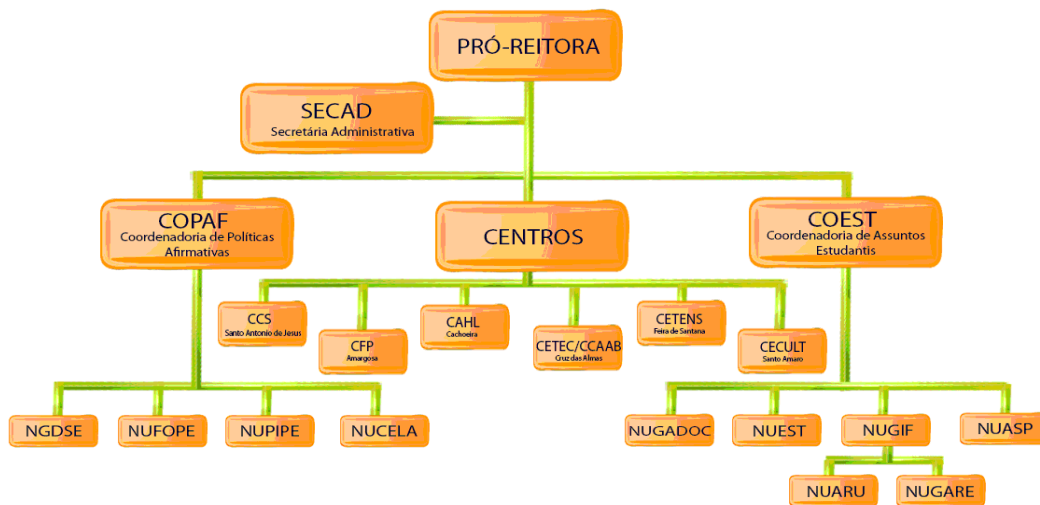 PRÓ-REITORA
SECAD
Secretária Administrativa
COPAF
Coordenadoria de Políticas
Afirmativas
CENTROS
COEST
Coordenadoria de Assuntos
Estudantis
CCS
Santo Antonio de Jesus
CFP
Amargosa
CAHL
Cachoeira
CETEC/CCAAB
Cruz das Almas
CETENS
Feira de Santana
CECULT
Santo Amaro
NGDSE
NUFOPE
NUPIPE
NUCELA
NUGADOC
NUEST
NUGIF
NUASP
NUARU
NUGARE